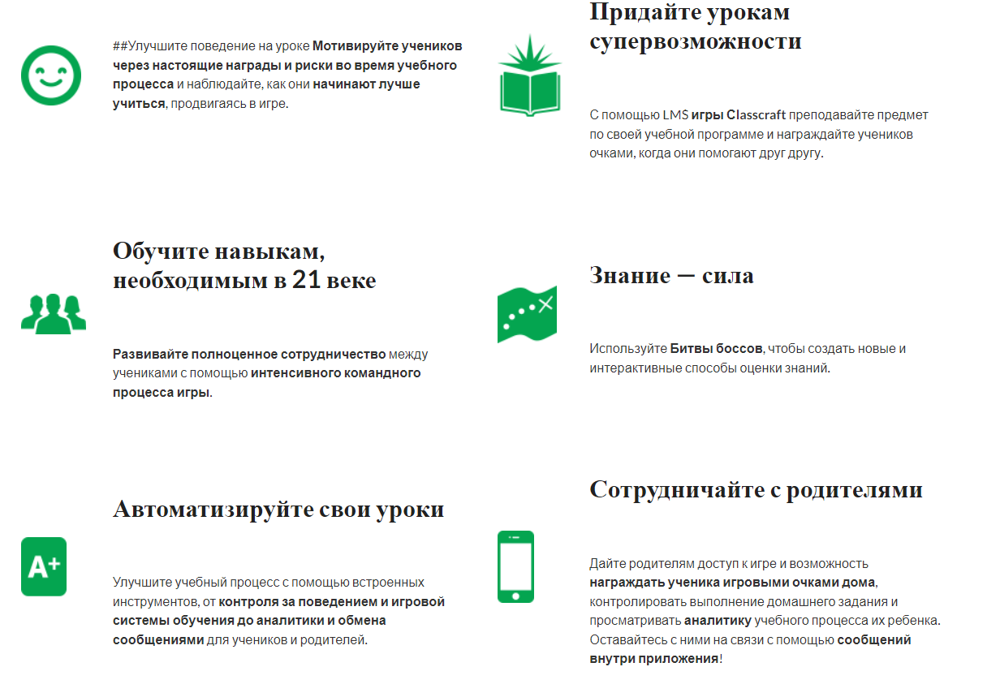 ##Улучшите поведение на уроке Мотивируйте учеников
через настоящие награды и риски во время учебного
процесса и наблюдайте, как они начинают лучше
учиться, продвигаясь в игре.
Придайте урокам
супервозможности
С помощью LMS игры Classcraft преподавайте предмет
по своей учебной программе и награждайте учеников
очками, когда они помогают друг другу.
Обучите навыкам,
необходимым в 21 веке
Развивайте полноценное сотрудничество между
учениками с помощью интенсивного командного
процесса игры.
Знание — сила
Используйте Битвы боссов, чтобы создать новые и
интерактивные способы оценки знаний.
Автоматизируйте свои уроки
A+
Улучшите учебный процесс с помощью встроенных
инструментов, от контроля за поведением и игровой
системы обучения до аналитики и обмена
сообщениями для учеников и родителей.
Сотрудничайте с родителями
Дайте родителям доступ к игре и возможность
награждать ученика игровыми очками дома,
контролировать выполнение домашнего задания и
просматривать аналитику учебного процесса их ребенка.
Оставайтесь с ними на связи с помощью сообщений
внутри приложения!